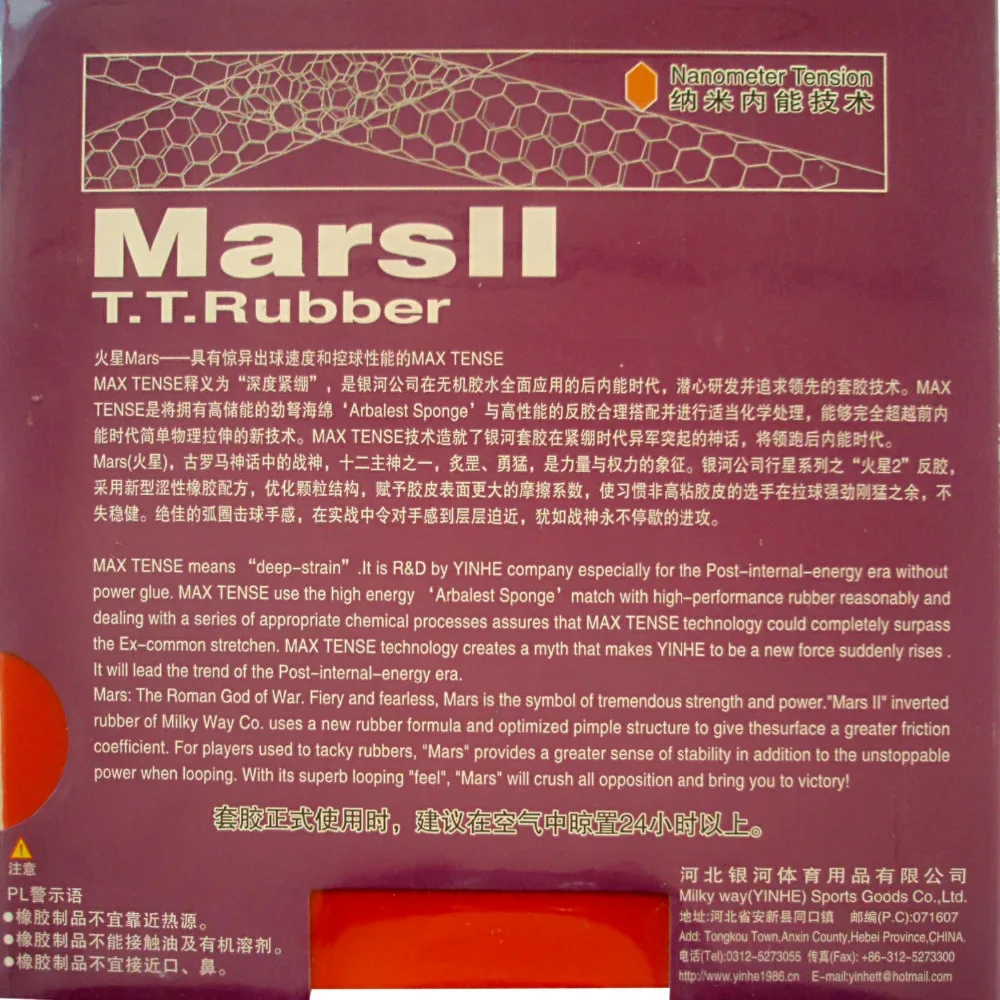 Nanometer Tension
纳米内能技术
MarsII
T.T.Rubber
火星Mars——具有惊异出球速度和控球性能的MAX TENSE
MAX TENSE释义为“深度紧绷”，是银河公司在无机胶水全面应用的后内能时代，潜心研发并追求领先的套胶技术。MAX
TENSE是将拥有高储能的劲弩海绵‘Arbalest Sponge’与高性能的反胶合理搭配并进行适当化学处理，能够完全超越前内
能时代简单物理拉伸的新技术。MAX TENSE技术造就了银河套胶在紧绷时代异军突起的神话，将领跑后内能时代。
Mars(火星)，古罗马神话中的战神，十二主神之一，炙罡、勇猛，是力量与权力的象征。银河公司行星系列之“火星2”反胶，
采用新型涩性橡胶配方，优化颗粒结构，赋予胶皮表面更大的摩擦系数，使习惯非高粘胶皮的选手在拉球强劲刚猛之余，不
失稳健。绝佳的弧圈击球手感，在实战中令对手感到层层迫近，犹如战神永不停歇的进攻。
MAX TENSE means “deep-strain”.It is R&D by YINHE company especially for the Post-internal-energy era without
power glue. MAX TENSE use the high energy ‘Arbalest Sponge’match with high-performance rubber reasonably and
dealing with a series of appropriate chemical processes assures that MAX TENSE technology could completely surpass
the Ex-common stretchen. MAX TENSE technology creates a myth that makes YINHE to be a new force suddenly rises .
It will lead the trend of the Post-internal-energy era.
Mars: The Roman God of War. Fiery and fearless, Mars is the symbol of tremendous strength and power."Mars II" inverted
rubber of Milky Way Co. uses a new rubber formula and optimized pimple structure to give thesurface a greater friction
coefficient. For players used to tacky rubbers, "Mars" provides a greater sense of stability in addition to the unstoppable
power when looping. With its superb looping "feel", "Mars" will crush all opposition and bring you to victory!
套胶正式使用时，建议在空气中晾置24小时以上。
注意
PL警示语
●橡胶制品不宜靠近热源。
●橡胶制品不能接触油及有机溶剂。
●橡胶制品不宜接近口、鼻。
河北银河体育用品有限公司
Milky way(YINHE) Sports Goods Co.,Ltd.
地址:河北省安新县同口镇 邮编(P.C):071607
Add: Tongkou Town,Anxin County,Hebei Province,CHINA.
电话(Tel):0312-5273055 传真(Fax): +86-312-5273300
http://www.yinhe1986.cn E-mail:yinhett@hotmail.com